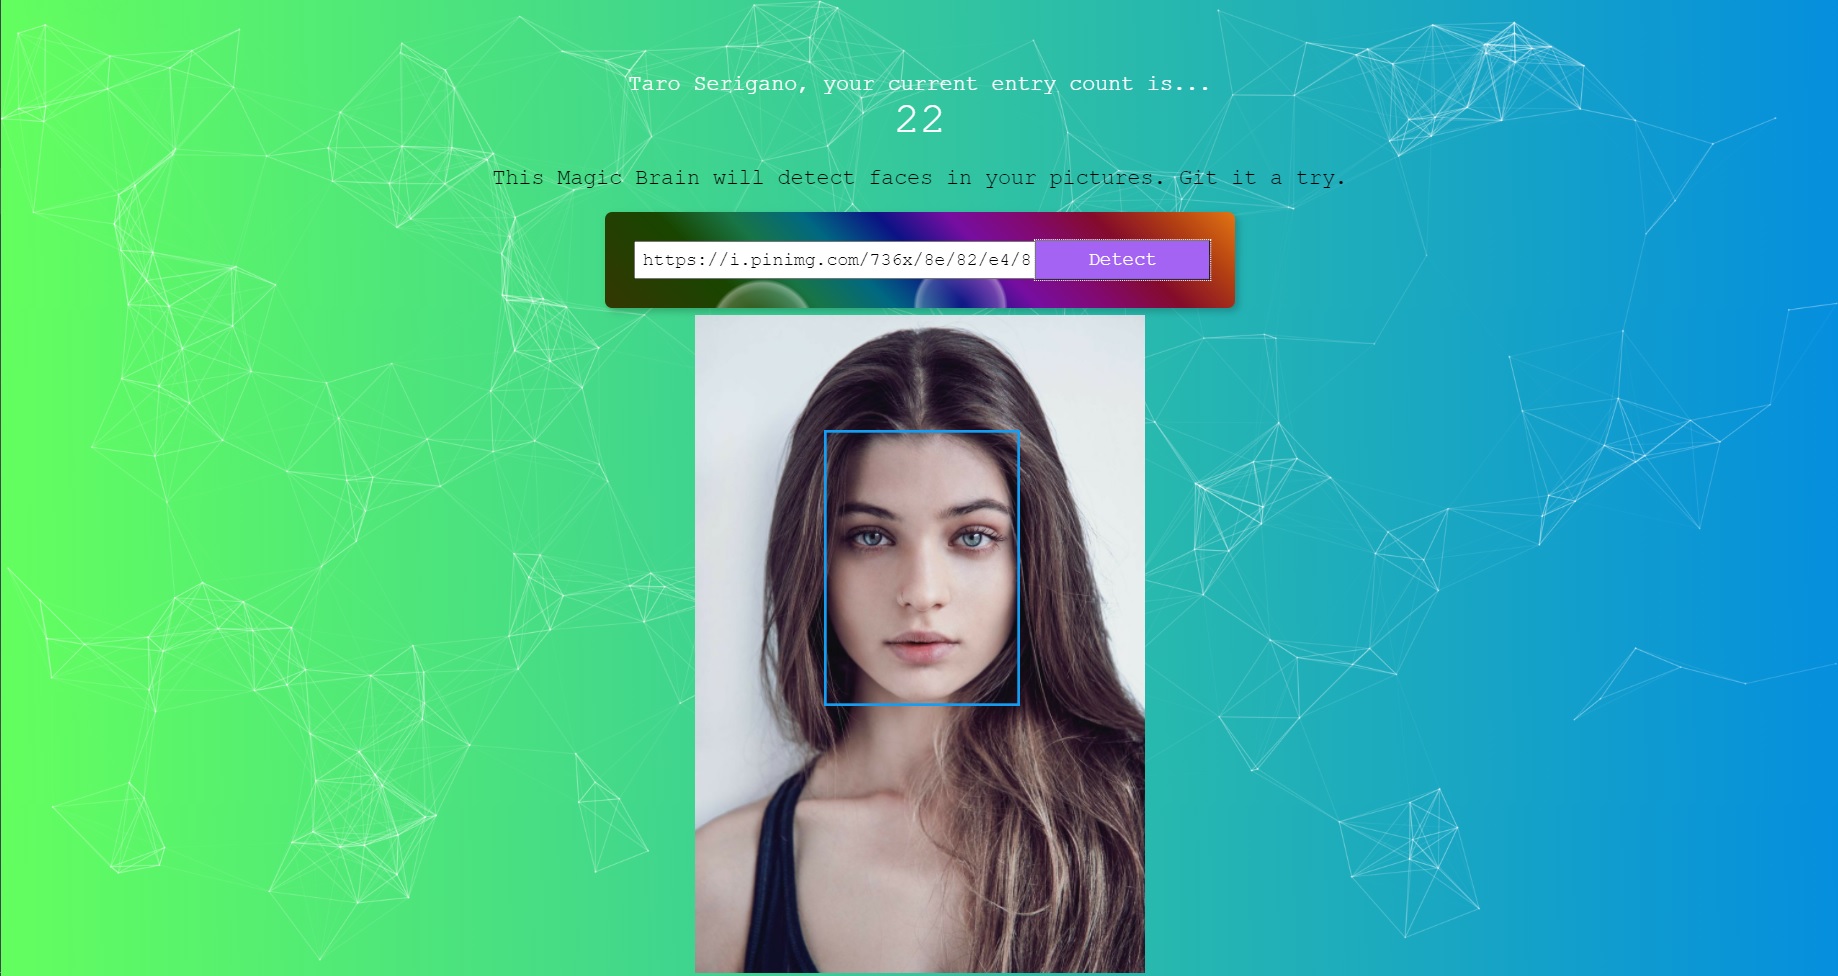 Taro Serigano, your current entry count is...
22
This Magic Brain will detect faces in your pictures. Git it a try.
https://i.pinimg.com/736x/8e/82/e4/8 Detect